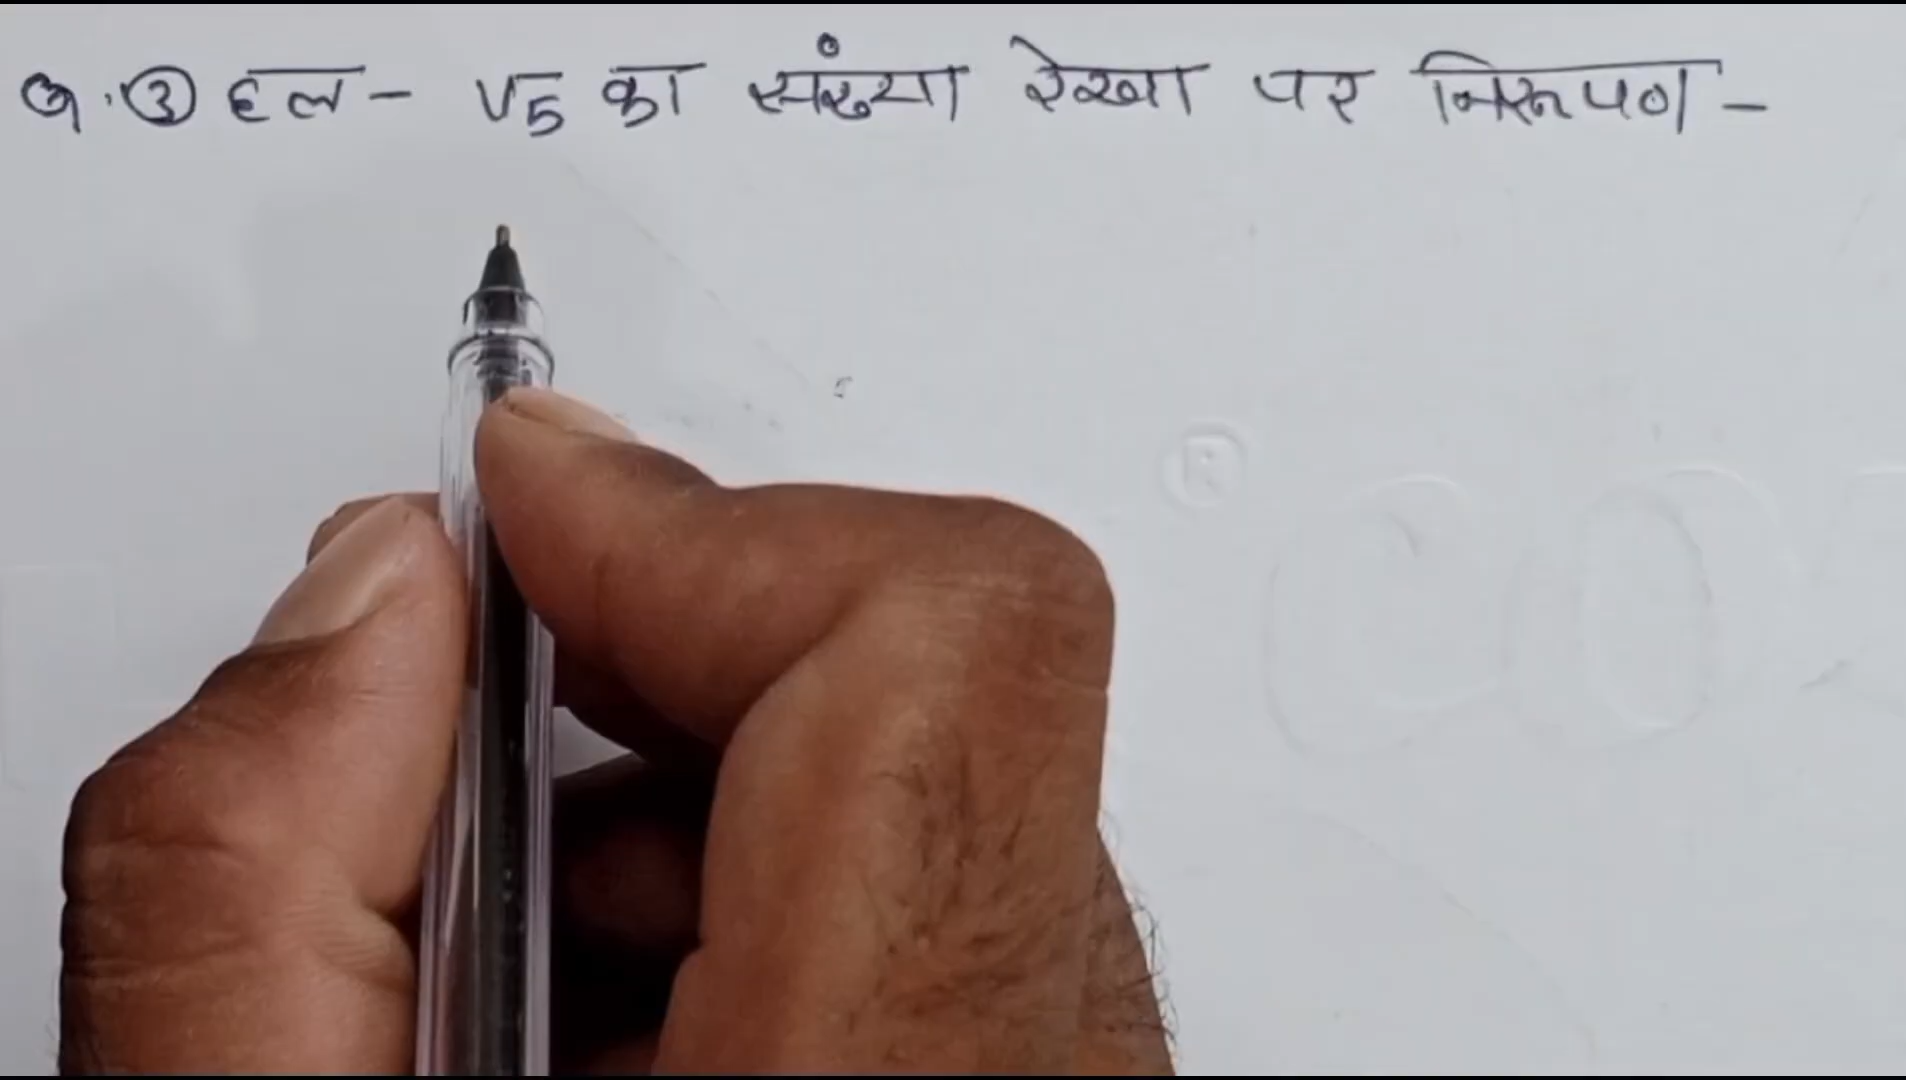 Q.③ हल - √5 का संख्या रेखा पर निरूपण -